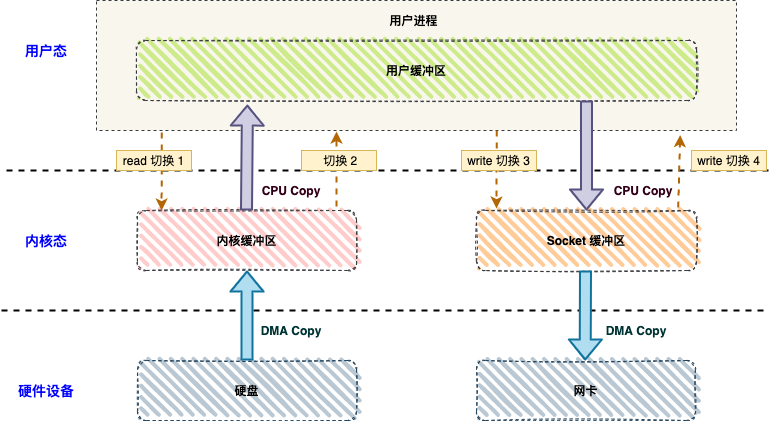 用户进程
用户态
用户缓冲区
read 切换 1
切换 2
write 切换 3
write 切换 4
CPU Copy
CPU Copy
内核态
内核缓冲区
Socket 缓冲区
DMA Copy
DMA Copy
硬件设备
硬盘
网卡